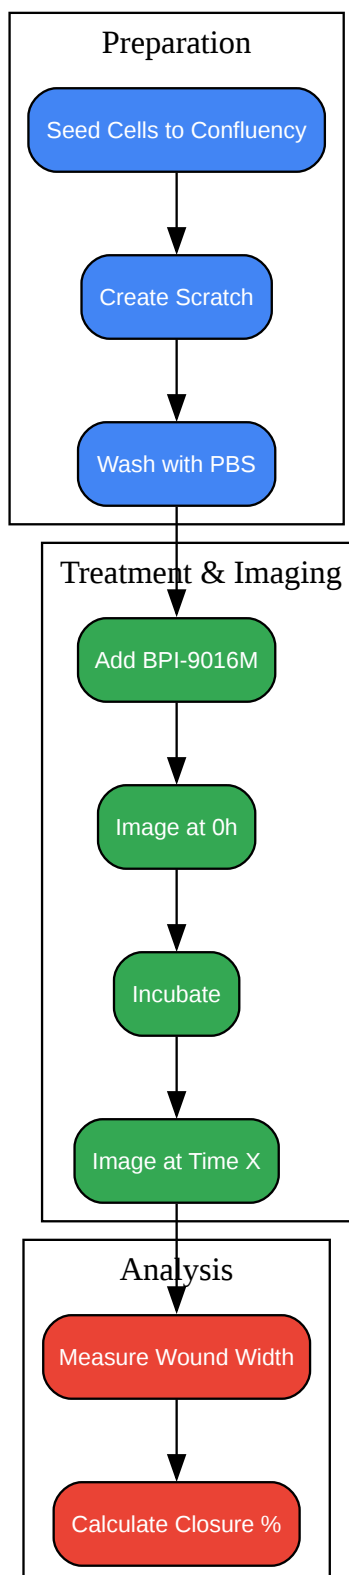 Preparation
Seed Cells to Confluency
Create Scratch
Wash with PBS
Treatment & Imaging
Add BPI-9016M
Image at 0h
Incubate
Image at Time X
Analysis
Measure Wound Width
Calculate Closure %